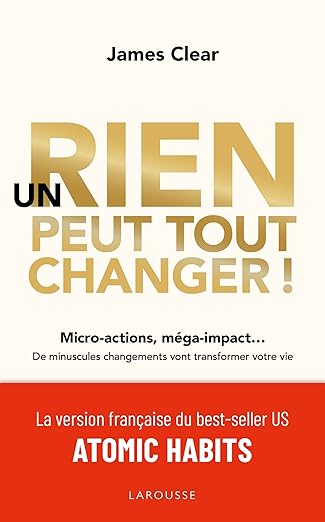 James Clear
UN RIEN
PEUT TOUT
CHANGER !
Micro-actions, méga-impact...
De minuscules changements vont transformer votre vie
La version française du best-seller US
ATOMIC HABITS
LAROUSSE